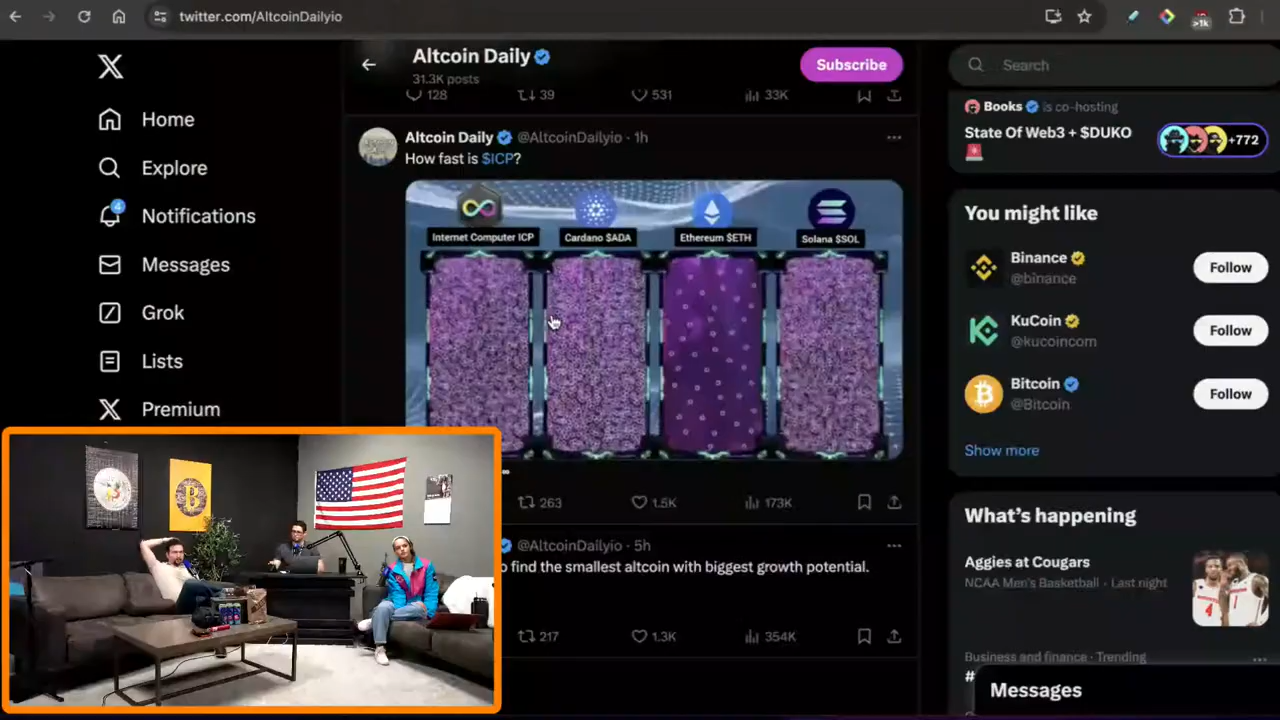 twitter.com/AltcoinDailyio
>1k
Home
Explore
4
Notifications
Messages
Grok
Lists
Premium
Altcoin Daily
31.3K posts
Subscribe
128
39
531
33K
Altcoin Daily @AltcoinDailyio · 1h
How fast is $ICP?
Internet Computer ICP
Cardano $ADA
Ethereum $ETH
Solana $SOL
263
1.5K
173K
@AltcoinDailyio · 5h
find the smallest altcoin with biggest growth potential.
217
1.3K
354K
Search
Books is co-hosting
State Of Web3 + $DUKO
+772
You might like
Binance
@binance
Follow
KuCoin
@kucoincom
Follow
Bitcoin
@Bitcoin
Follow
Show more
What's happening
Aggies at Cougars
NCAA Men's Basketball · Last night
Business and finance · Trending
#
Messages